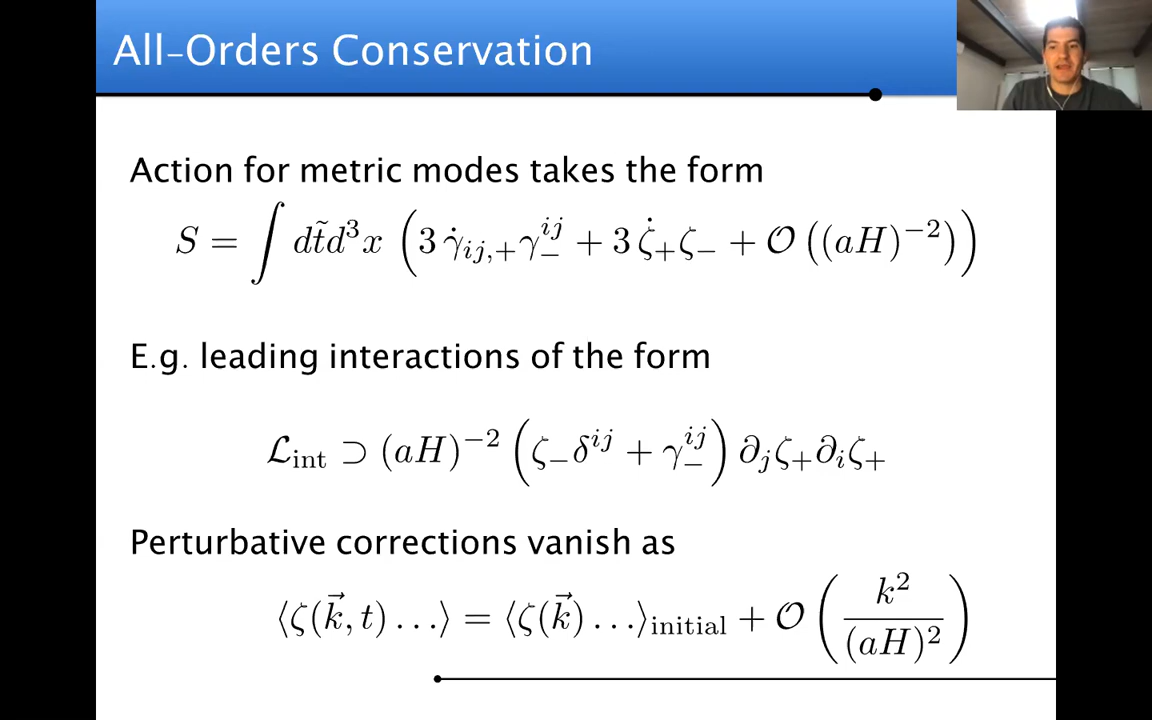 All-Orders Conservation
Action for metric modes takes the form
S = ∫ dt̃d³x (3 γ̇_{ij,+}γ_−^{ij} + 3 ζ̇_+ζ_− + 𝒪((aH)^{−2}))
E.g. leading interactions of the form
ℒ_int ⊃ (aH)^{−2} (ζ_−δ^{ij} + γ_−^{ij}) ∂_jζ_+∂_iζ_+
Perturbative corrections vanish as
⟨ζ(k⃗, t) . . .⟩ = ⟨ζ(k⃗) . . .⟩_initial + 𝒪(k²/(aH)²)